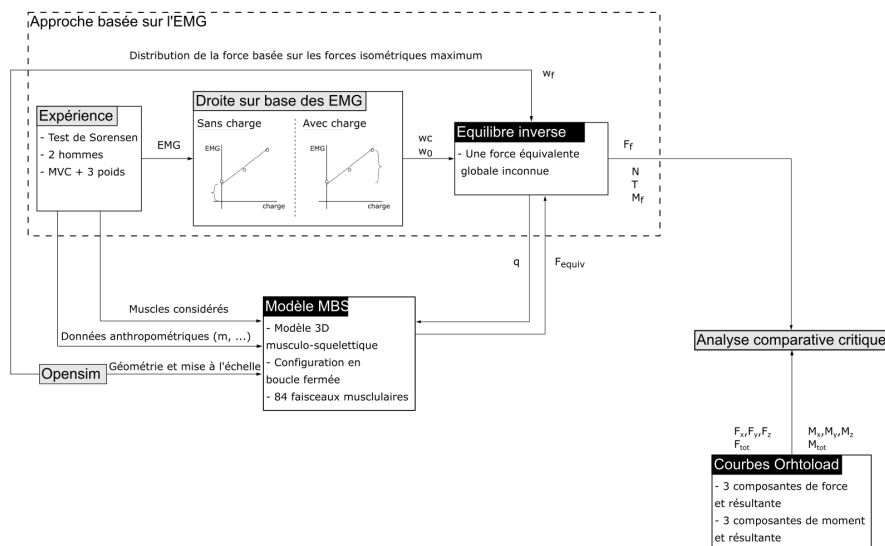 Approche basée sur l'EMG
Distribution de la force basée sur les forces isométriques maximum
wf
Expérience
- Test de Sorensen
- 2 hommes
- MVC + 3 poids
EMG
Droite sur base des EMG
Sans charge
Avec charge
EMG
EMG
charge
charge
wc
w0
Equilibre inverse
- Une force équivalente
globale inconnue
Ff
N
T
Mf
q
Fequiv
Muscles considérés
Données anthropométriques (m, ...)
Géométrie et mise à l'échelle
Opensim
Modèle MBS
- Modèle 3D
musculo-squelettique
- Configuration en
boucle fermée
- 84 faisceaux musclulaires
Analyse comparative critique
Fx,Fy,Fz
Ftot
Mx,My,Mz
Mtot
Courbes Orhtoload
- 3 composantes de force
et résultante
- 3 composantes de moment
et résultante